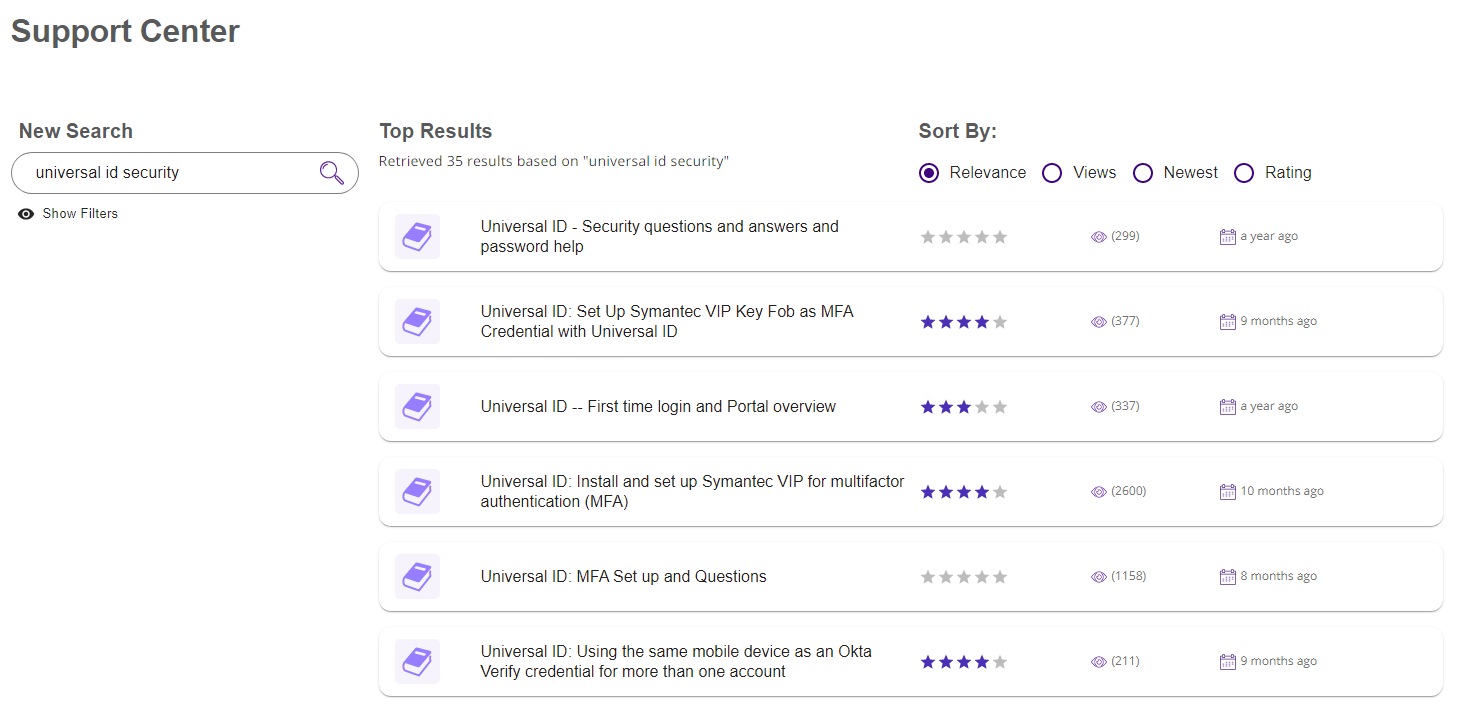 Support Center
New Search
universal id security
Show Filters
Top Results
Retrieved 35 results based on "universal id security"
Sort By:
Relevance Views Newest Rating
Universal ID - Security questions and answers and
password help
(299) a year ago
Universal ID: Set Up Symantec VIP Key Fob as MFA
Credential with Universal ID
(377) 9 months ago
Universal ID -- First time login and Portal overview
(337) a year ago
Universal ID: Install and set up Symantec VIP for multifactor
authentication (MFA)
(2600) 10 months ago
Universal ID: MFA Set up and Questions
(1158) 8 months ago
Universal ID: Using the same mobile device as an Okta
Verify credential for more than one account
(211) 9 months ago